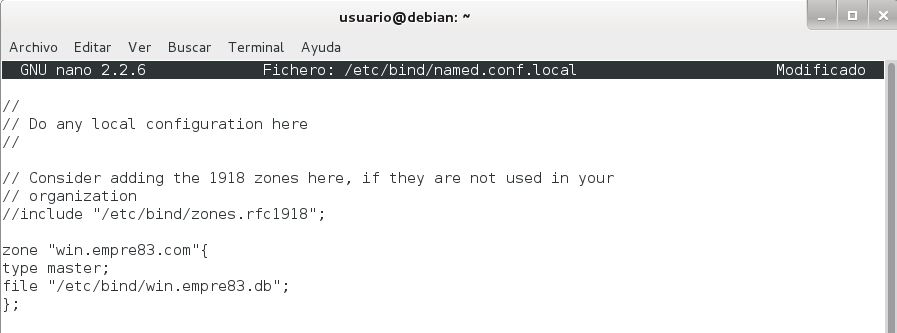 usuario@debian: ~
Archivo Editar Ver Buscar Terminal Ayuda
GNU nano 2.2.6 Fichero: /etc/bind/named.conf.local Modificado
//
// Do any local configuration here
//
// Consider adding the 1918 zones here, if they are not used in your
// organization
//include "/etc/bind/zones.rfc1918";
zone "win.empre83.com"{
type master;
file "/etc/bind/win.empre83.db";
};